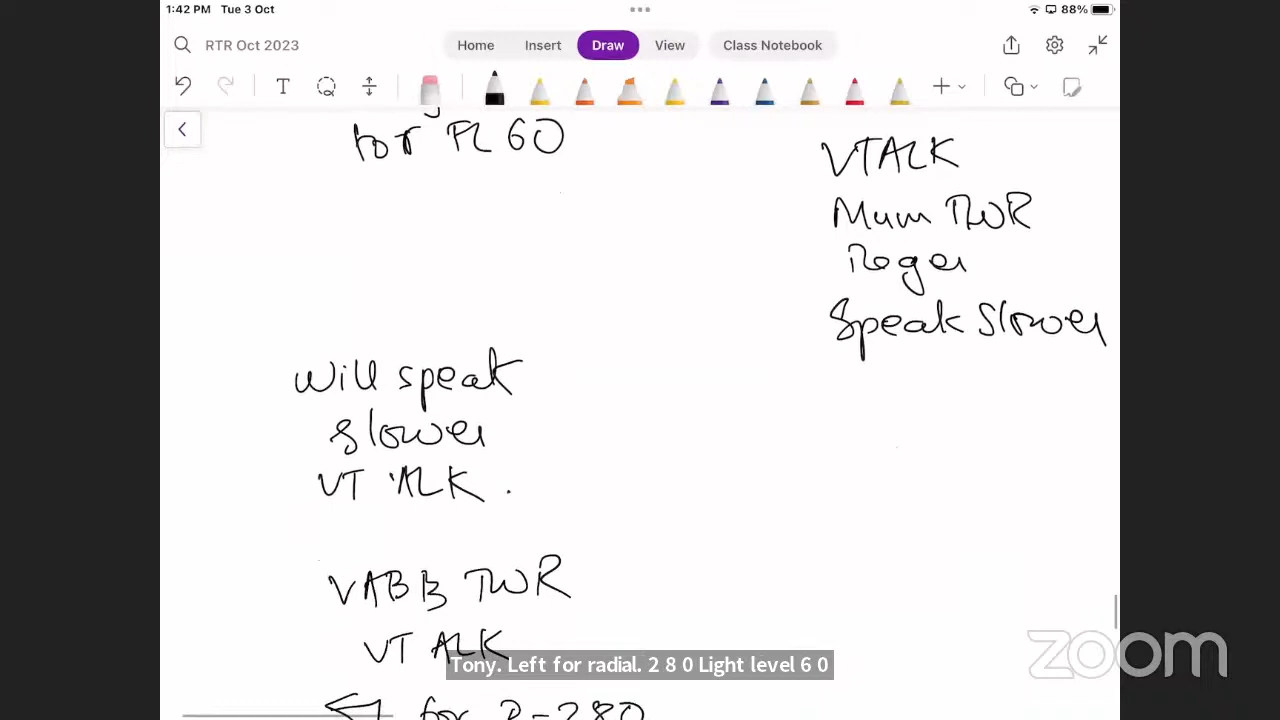 1:42 PM Tue 3 Oct
88%
RTR Oct 2023
Home Insert Draw View Class Notebook
for FL 60
VTALK
Mum TWR
Roger
Speak Slower
Will speak
slower
VT ALK.
VABB TWR
VT ALK
Tony. Left for radial. 2 8 0 Light level 6 0
for R-280
zoom